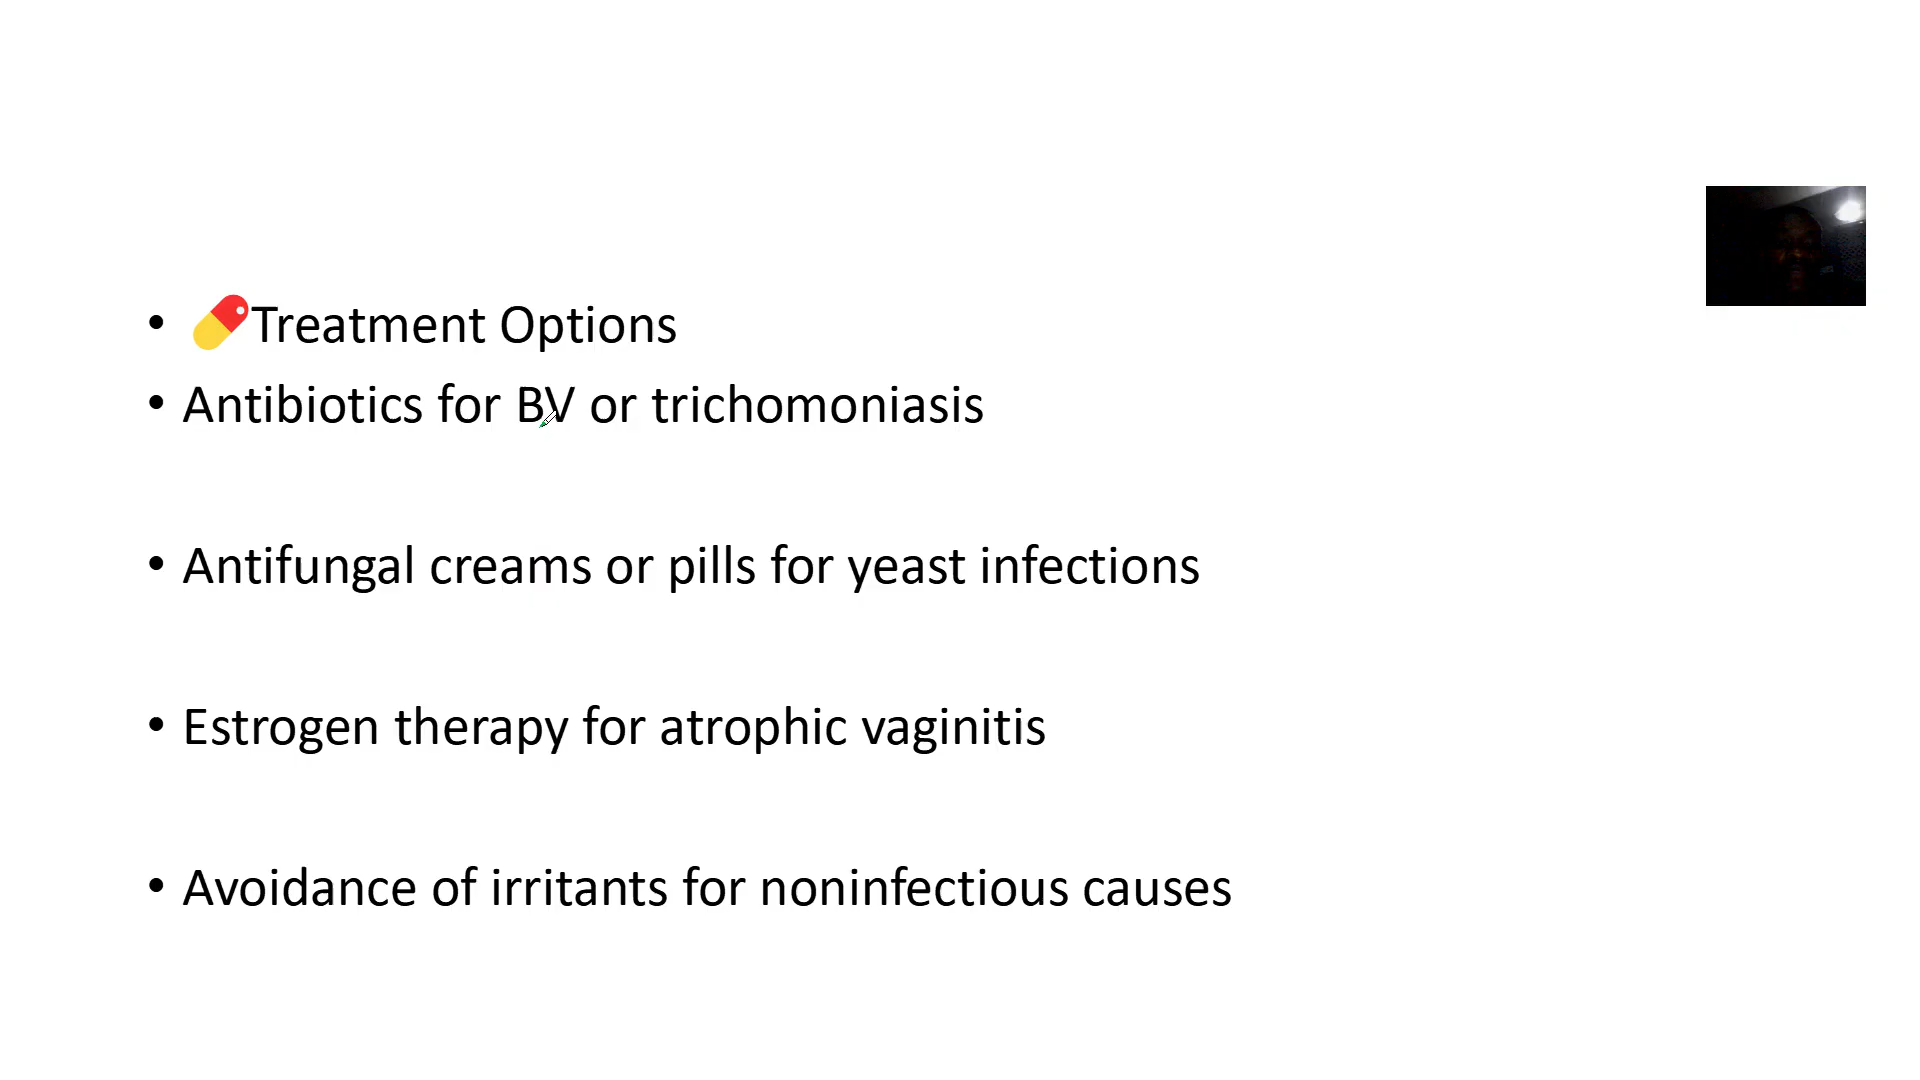 • 💊Treatment Options
• Antibiotics for BV or trichomoniasis
• Antifungal creams or pills for yeast infections
• Estrogen therapy for atrophic vaginitis
• Avoidance of irritants for noninfectious causes